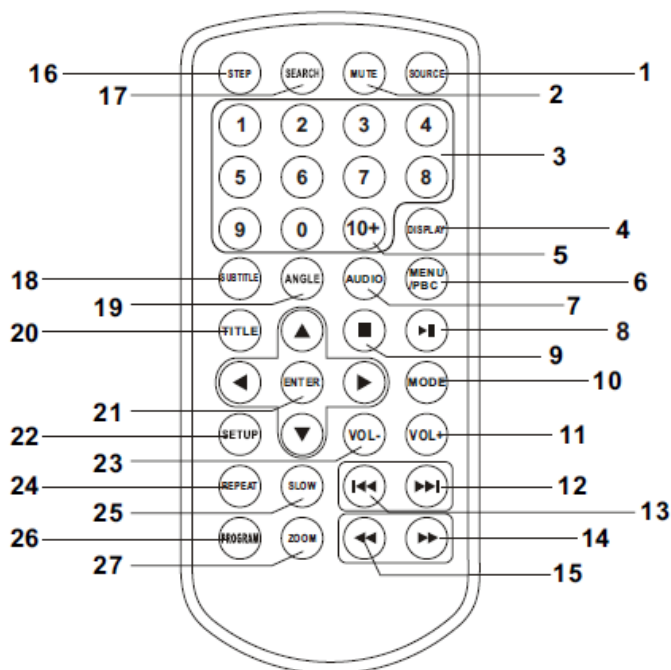 16 STEP SEARCH MUTE SOURCE 1
17 2
1 2 3 4
3
5 6 7 8
9 0 10+ DISPLAY 4
5
18 SUBTITLE ANGLE AUDIO MENU /PBC 6
19 7
20 TITLE 8
9
ENTER MODE 10
21
22 SETUP VOL- VOL+ 11
23
24 REPEAT SLOW 12
25 13
26 PROGRAM ZOOM 14
27 15